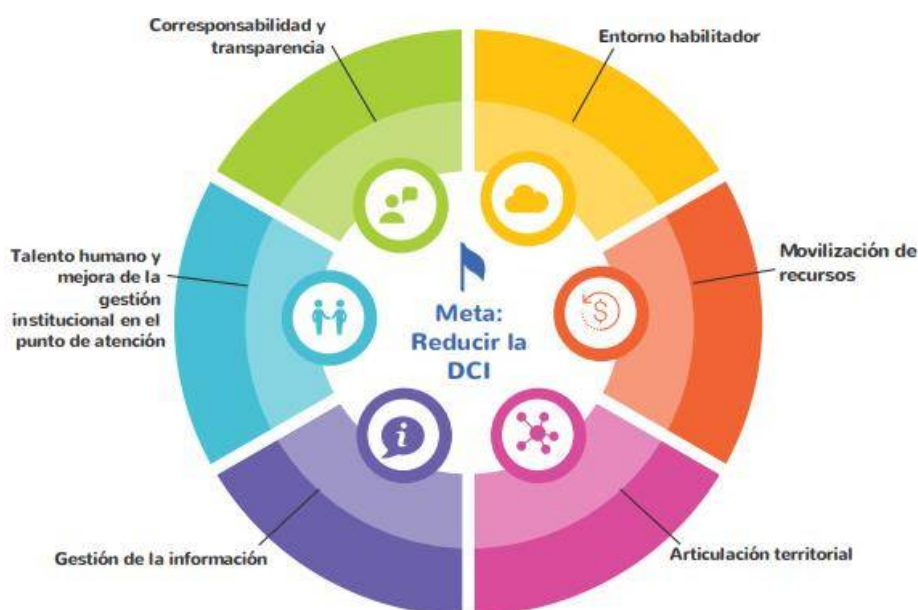 Corresponsabilidad y
transparencia
Entorno habilitador
Talento humano y
mejora de la
gestión
institucional en el
punto de atención
Movilización de
recursos
Meta:
Reducir la
DCI
$
i
Gestión de la información
Articulación territorial